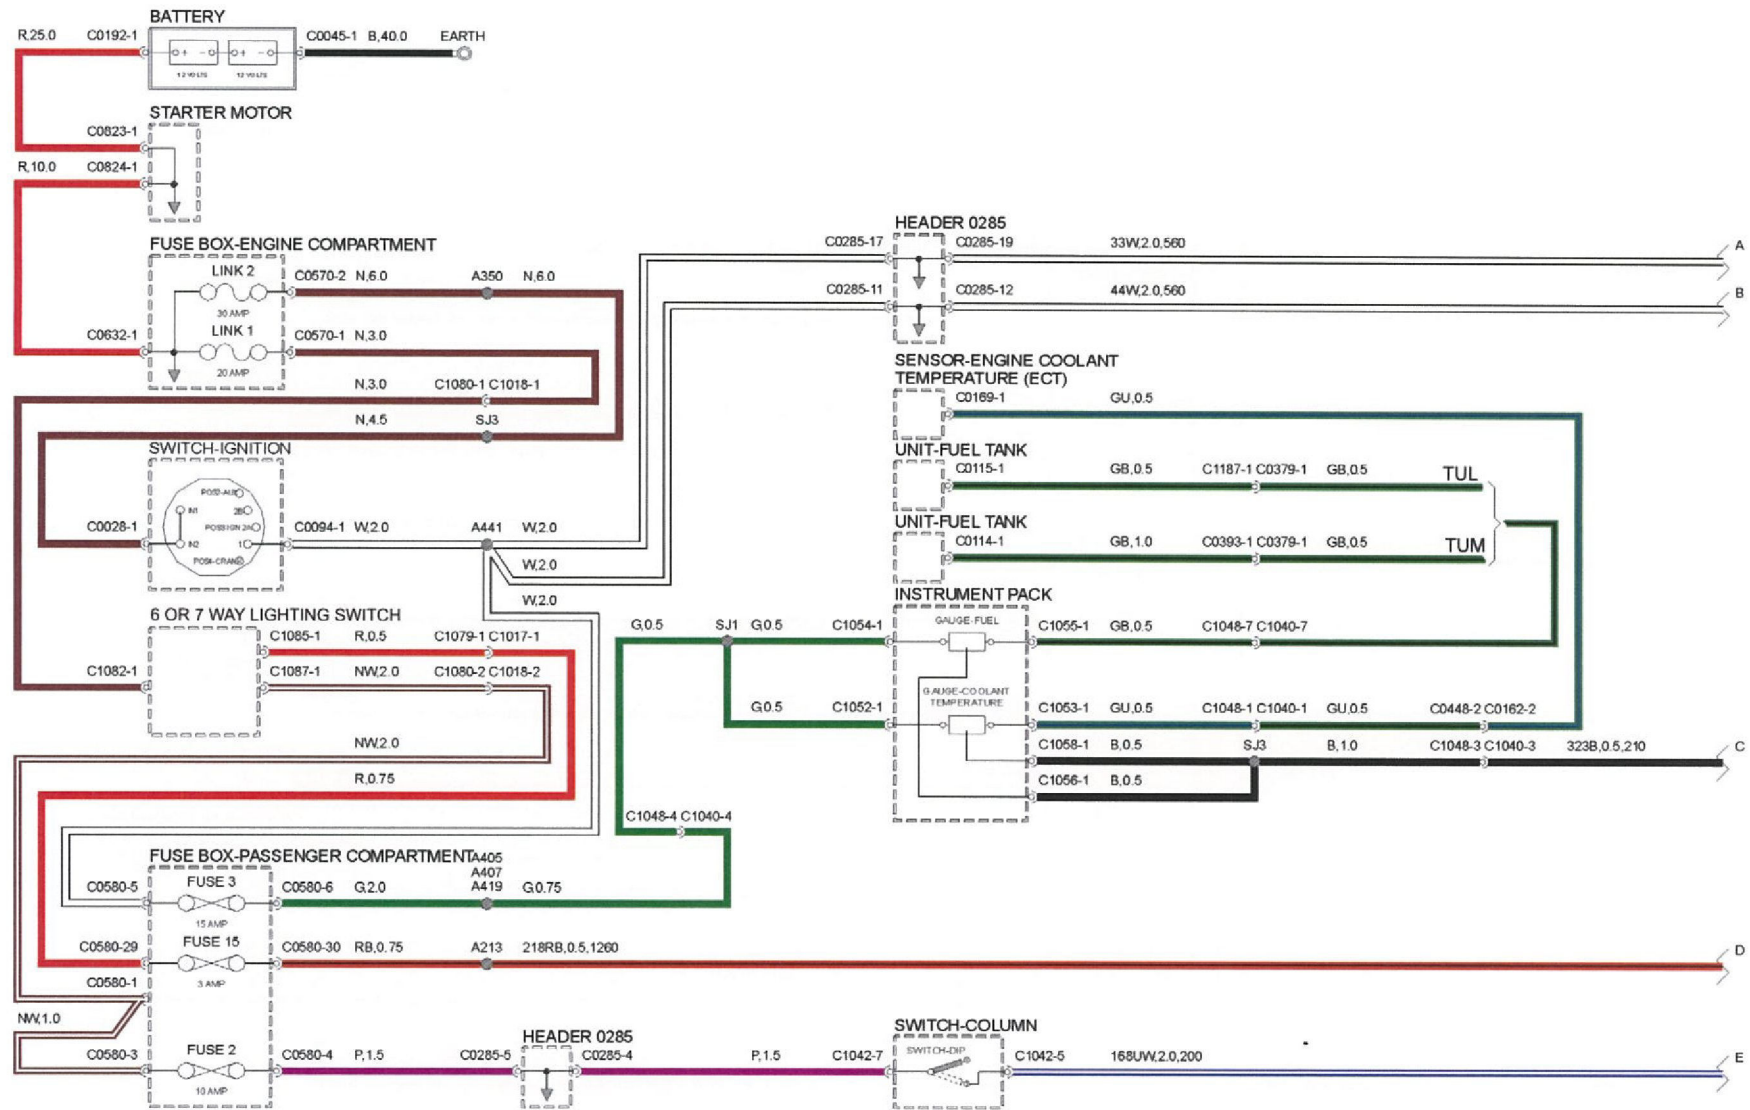 BATTERY
R,25.0 C0192-1 C0045-1 B,40.0 EARTH
12 VOLTS 12 VOLTS
STARTER MOTOR
C0823-1
R,10.0 C0824-1
HEADER 0285
FUSE BOX-ENGINE COMPARTMENT C0285-17 C0285-19 33W,2.0,560 A
LINK 2 C0570-2 N,6.0 A350 N,6.0
C0285-11 C0285-12 44W,2.0,560 B
30 AMP
LINK 1
C0632-1 C0570-1 N,3.0
SENSOR-ENGINE COOLANT
TEMPERATURE (ECT)
20 AMP
N,3.0 C1080-1 C1018-1
C0169-1 GU,0.5
N,4.5 SJ3
SWITCH-IGNITION
UNIT-FUEL TANK
C0115-1 GB,0.5 C1187-1 C0379-1 GB,0.5 TUL
IN1
2B
C0028-1 IN2 1 C0094-1 W,2.0 A441 W,2.0
UNIT-FUEL TANK
C0114-1 GB,1.0 C0393-1 C0379-1 GB,0.5 TUM
W,2.0
W,2.0
INSTRUMENT PACK
6 OR 7 WAY LIGHTING SWITCH
GAUGE-FUEL
G,0.5 SJ1 G,0.5 C1054-1 C1055-1 GB,0.5 C1048-7 C1040-7
C1085-1 R,0.5 C1079-1 C1017-1
C1082-1 C1087-1 NW,2.0 C1080-2 C1018-2
GAUGE-COOLANT
TEMPERATURE
G,0.5 C1052-1 C1053-1 GU,0.5 C1048-1 C1040-1 GU,0.5 C0448-2 C0162-2
NW,2.0
C1058-1 B,0.5 SJ3 B,1.0 C1048-3 C1040-3 323B,0.5,210 C
R,0.75
C1056-1 B,0.5
C1048-4 C1040-4
FUSE BOX-PASSENGER COMPARTMENT A405
A407
C0580-5 FUSE 3 C0580-6 G,2.0 A419 G,0.75
15 AMP
C0580-29 FUSE 15 C0580-30 RB,0.75 A213 218RB,0.5,1260 D
C0580-1 3 AMP
NW,1.0
HEADER 0285
SWITCH-COLUMN
SWITCH-DIP
C0580-3 FUSE 2 C0580-4 P,1.5 C0285-5 C0285-4 P,1.5 C1042-7 C1042-5 168UW,2.0,200 E
10 AMP